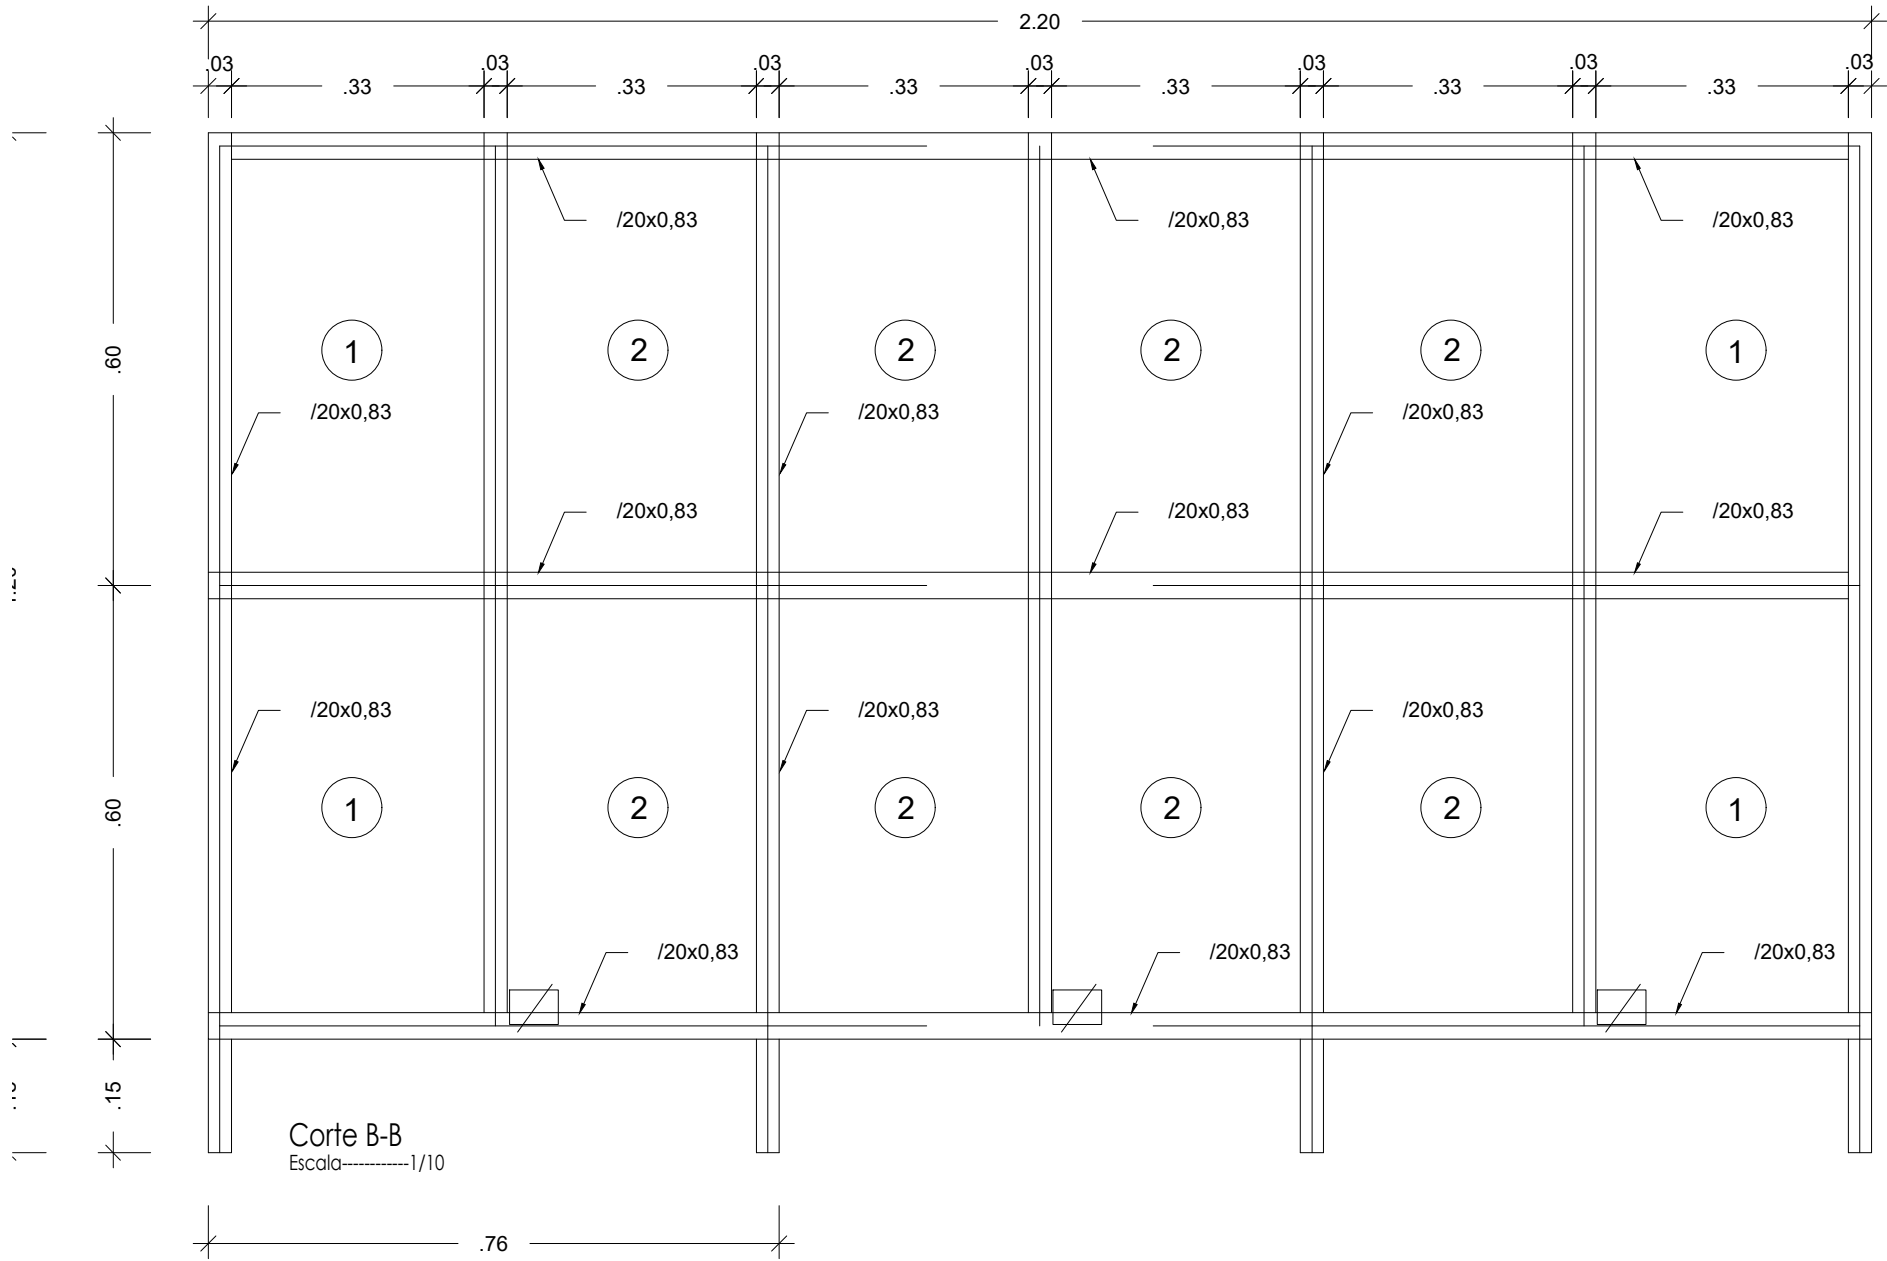 2.20
.03 .03 .03 .03 .03 .03 .03
.33 .33 .33 .33 .33 .33
/20x0,83 /20x0,83 /20x0,83
.60 1 2 2 2 2 1
/20x0,83 /20x0,83 /20x0,83
/20x0,83 /20x0,83 /20x0,83
/20x0,83 /20x0,83 /20x0,83
.60 1 2 2 2 2 1
/20x0,83 /20x0,83 /20x0,83
.15
Corte B-B
Escala------------1/10
.76